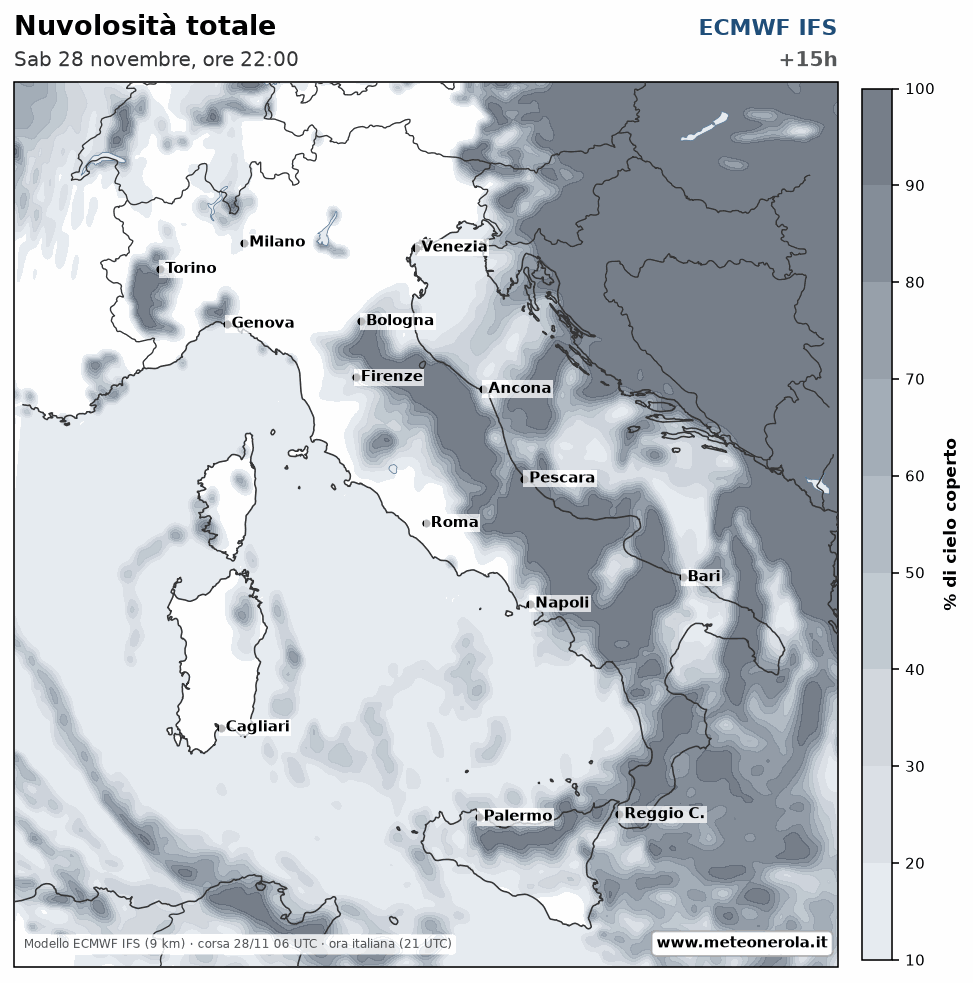 Nuvolosità totale
ECMWF IFS
Sab 28 novembre, ore 22:00
+15h
100
90
80
70
60
50
40
30
20
10
% di cielo coperto
Milano
Venezia
Torino
Genova
Bologna
Firenze
Ancona
Pescara
Roma
Bari
Napoli
Cagliari
Palermo
Reggio C.
Modello ECMWF IFS (9 km) · corsa 28/11 06 UTC · ora italiana (21 UTC)
www.meteonerola.it